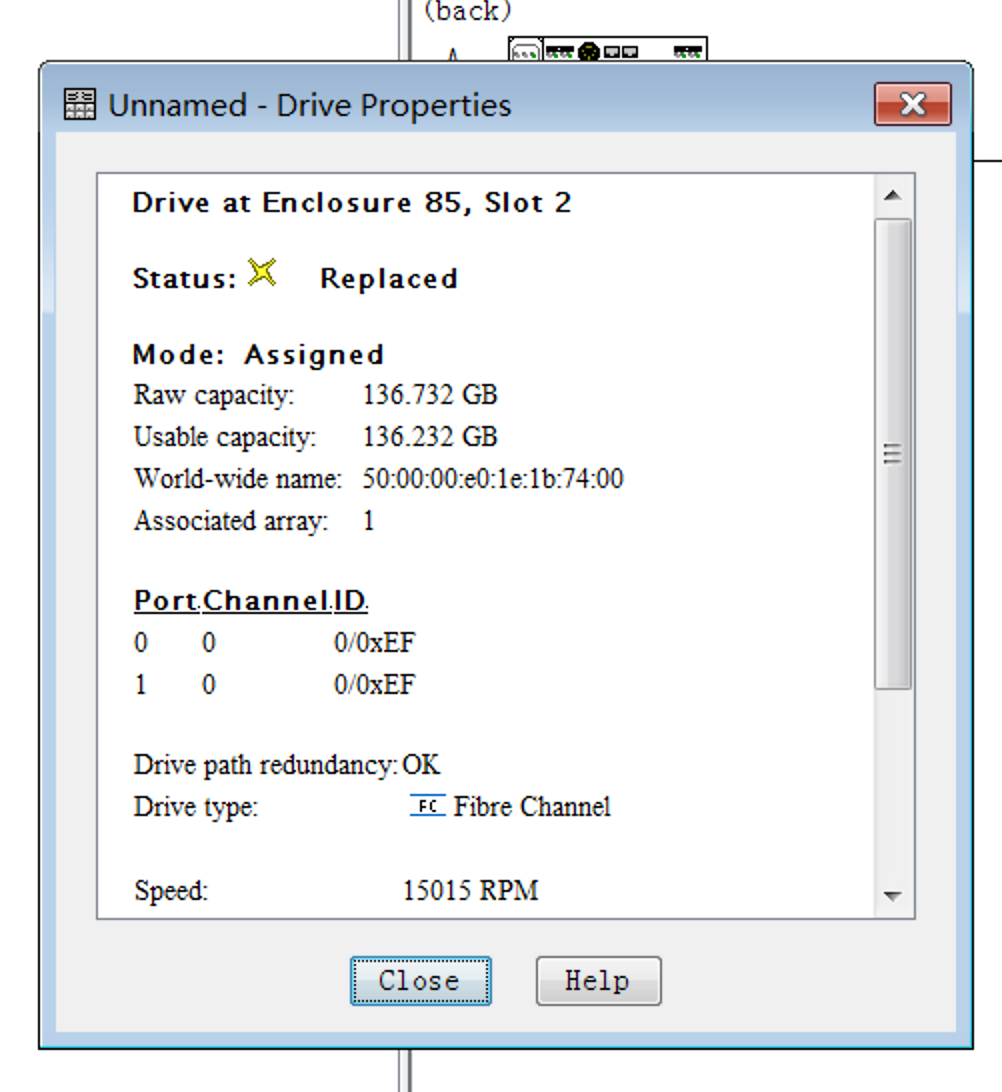 (back)
Unnamed - Drive Properties
Drive at Enclosure 85, Slot 2
Status: Replaced
Mode: Assigned
Raw capacity: 136.732 GB
Usable capacity: 136.232 GB
World-wide name: 50:00:00:e0:1e:1b:74:00
Associated array: 1
Port Channel ID
0 0 0/0xEF
1 0 0/0xEF
Drive path redundancy: OK
Drive type: FC Fibre Channel
Speed: 15015 RPM
Close Help